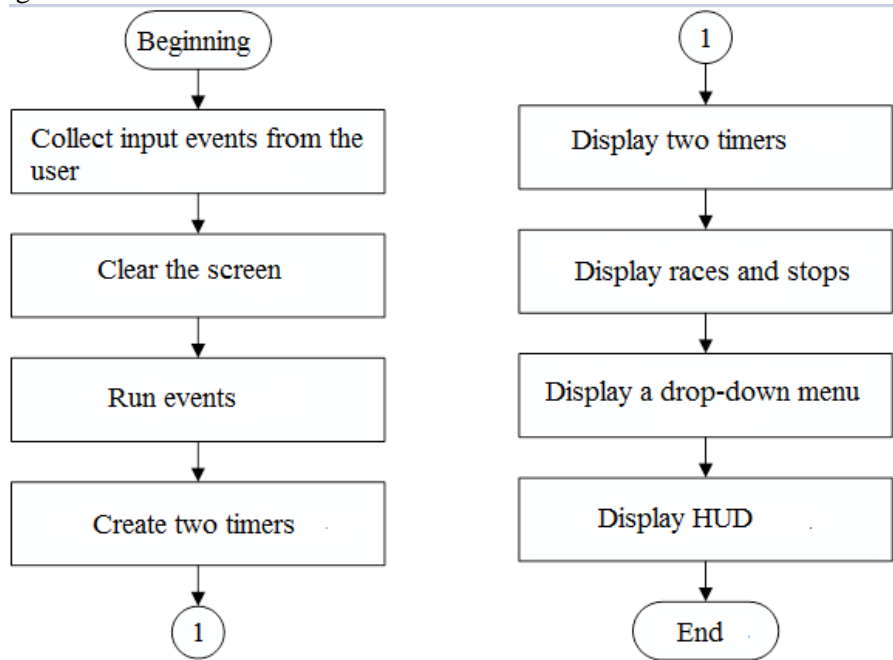 g
Beginning
Collect input events from the
user
Clear the screen
Run events
Create two timers
1
1
Display two timers
Display races and stops
Display a drop-down menu
Display HUD
End